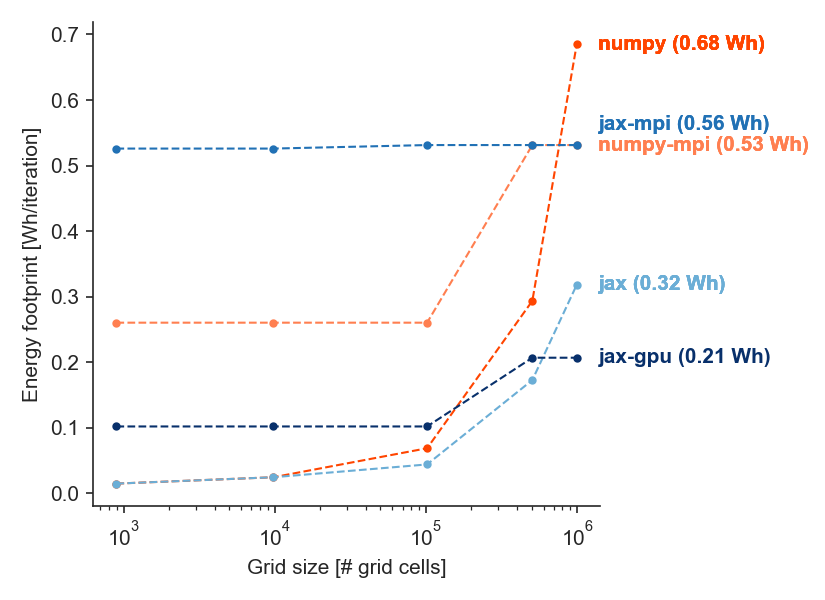 0.7
0.6
0.5
0.4
0.3
0.2
0.1
0.0
Energy footprint [Wh/iteration]
numpy (0.68 Wh)
jax-mpi (0.56 Wh)
numpy-mpi (0.53 Wh)
jax (0.32 Wh)
jax-gpu (0.21 Wh)
10³ 10⁴ 10⁵ 10⁶
Grid size [# grid cells]